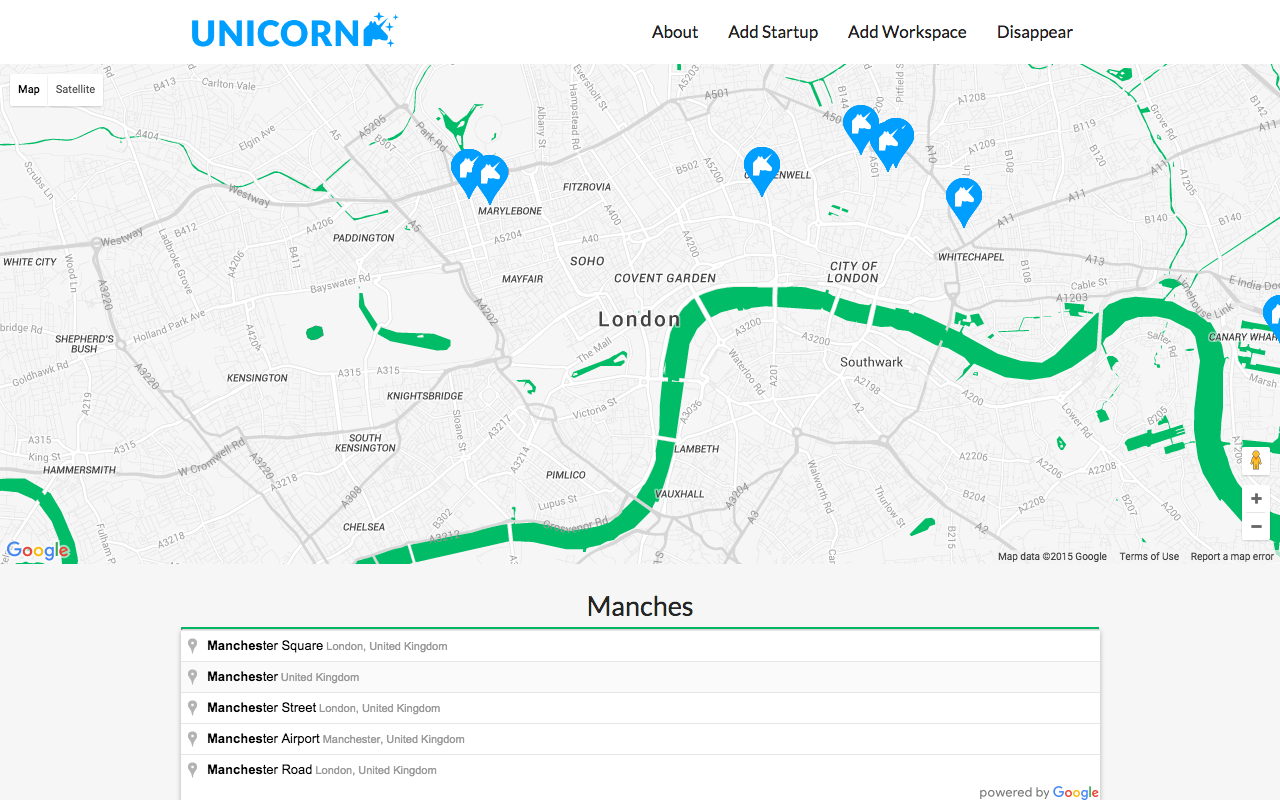 UNICORN
About Add Startup Add Workspace Disappear
Map Satellite
B413
Carlton Vale
A404
Elgin Ave
A5205
Park Rd
B507
A5
Albany St
Hampstead Rd
Eversholt St
A5203
A501
B144
A501
A1208
Pitfield St
A1200
B119
A1209
B108
Grove Rd
B142
Scrubs Ln
Westway
Westway
B412
A4206
Ladbroke Grove
B411
PADDINGTON
A5
MARYLEBONE
FITZROVIA
B502
A5200
A501
A10
A11
A1205
B140
B140
A11
A5204
A40
A4200
WHITE CITY
Wood Ln
A3220
A4206
Bayswater Rd
MAYFAIR
SOHO
COVENT GARDEN
CITY OF
LONDON
WHITECHAPEL
B108
A13
Cable St
A1203
Limehouse Link
E India Do
SHEPHERD'S
BUSH
Holland Park Ave
A4204
A4202
London
The Mall
A3200
A3200
Southwark
Salter Rd
CANARY WHARF
Goldhawk Rd
A219
A3220
KENSINGTON
A315
A315
KNIGHTSBRIDGE
Sloane St
A3217
Victoria St
Waterloo Rd
A201
A2198
A2
A100
A200
Lower Rd
B205
Marsh
A315
King St
A315
HAMMERSMITH
W Cromwell Rd
A3220
A3218
SOUTH
KENSINGTON
A3218
A3214
PIMLICO
A3036
LAMBETH
A2206
A2206
A2208
A308
CHELSEA
B302
Lupus St
Grosvenor Rd
A3212
VAUXHALL
A3204
A3
Walworth Rd
Thurlow St
B215
B204
A2208
B207
A200
Fulham P
Google
Map data ©2015 Google Terms of Use Report a map error
Manches
Manchester Square London, United Kingdom
Manchester United Kingdom
Manchester Street London, United Kingdom
Manchester Airport Manchester, United Kingdom
Manchester Road London, United Kingdom
powered by Google